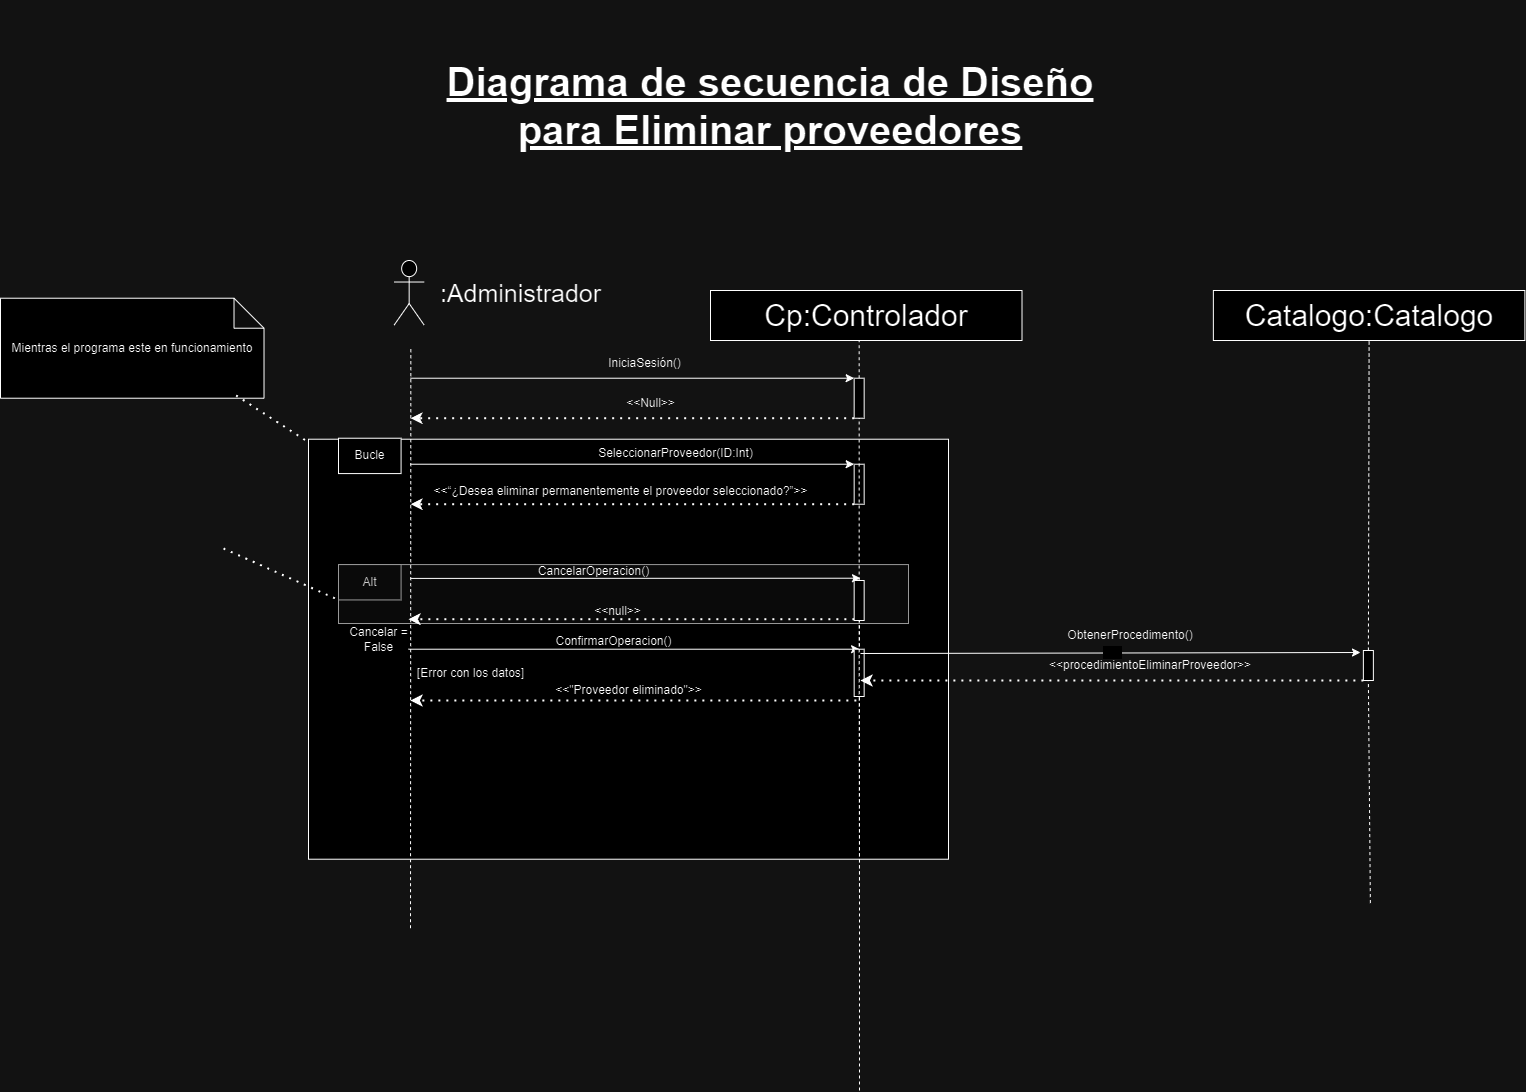 Diagrama de secuencia de Diseño
para Eliminar proveedores
:Administrador
Cp:Controlador
Catalogo:Catalogo
Mientras el programa este en funcionamiento
IniciaSesión()
<<Null>>
Bucle
SeleccionarProveedor(ID:Int)
<<“¿Desea eliminar permanentemente el proveedor seleccionado?”>>
Alt
CancelarOperacion()
<<null>>
Cancelar =
False
ConfirmarOperacion()
ObtenerProcedimento()
<<procedimientoEliminarProveedor>>
[Error con los datos]
<<"Proveedor eliminado">>